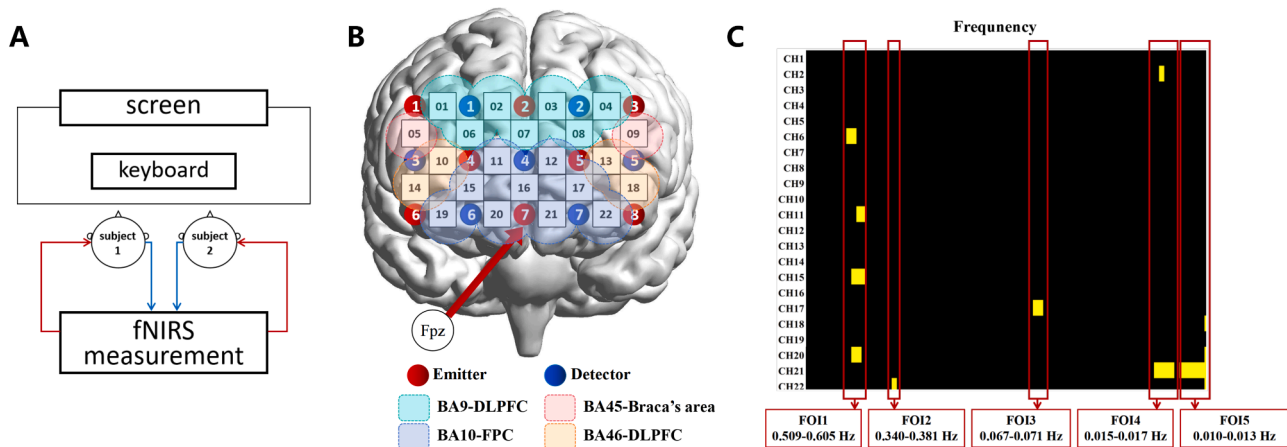 A
screen
keyboard
subject
1
subject
2
fNIRS
measurement
B
1 01 1 02 2 03 2 04 3
05 06 07 08 09
3 10 4 11 4 12 5 13 5
14 15 16 17 18
6 19 6 20 7 21 7 22 8
Fpz
Emitter Detector
BA9-DLPFC BA45-Braca's area
BA10-FPC BA46-DLPFC
C
Frequnency
CH1
CH2
CH3
CH4
CH5
CH6
CH7
CH8
CH9
CH10
CH11
CH12
CH13
CH14
CH15
CH16
CH17
CH18
CH19
CH20
CH21
CH22
FOI1
0.509-0.605 Hz
FOI2
0.340-0.381 Hz
FOI3
0.067-0.071 Hz
FOI4
0.015-0.017 Hz
FOI5
0.010-0.013 Hz